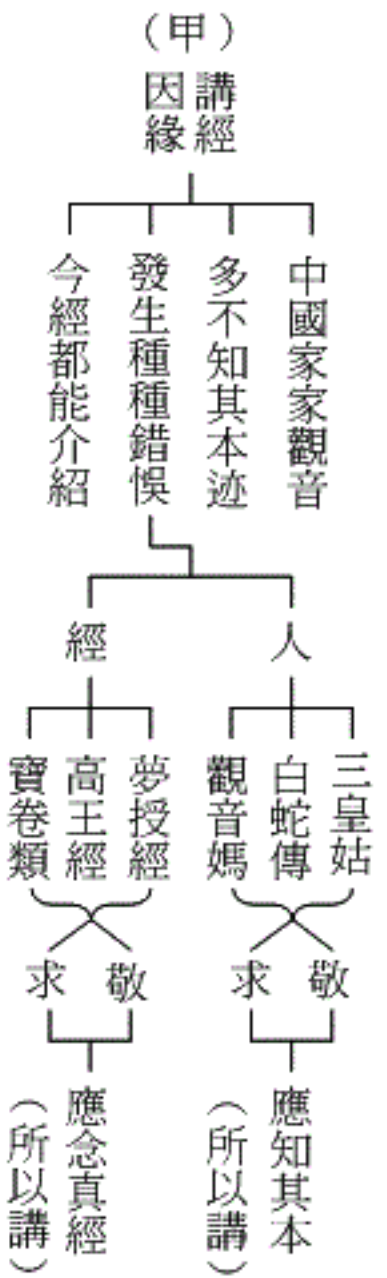 （甲）
講經
因緣
中國家家觀音
多不知其本迹
發生種種錯悞
今經都能介紹
人
三皇姑
白蛇傳
觀音媽
敬
求
應知其本
（所以講）
經
夢授經
高王經
寶卷類
敬
求
應念真經
（所以講）